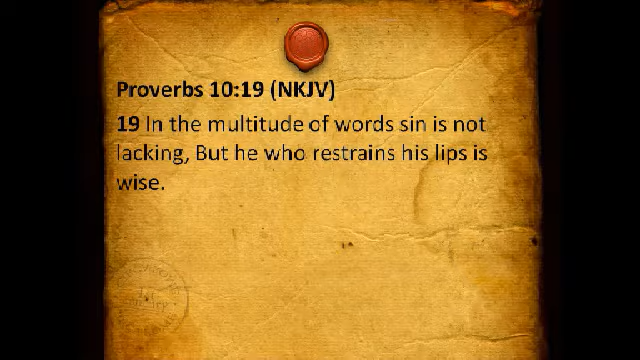 Proverbs 10:19 (NKJV)
19 In the multitude of words sin is not
lacking, But he who restrains his lips is
wise.